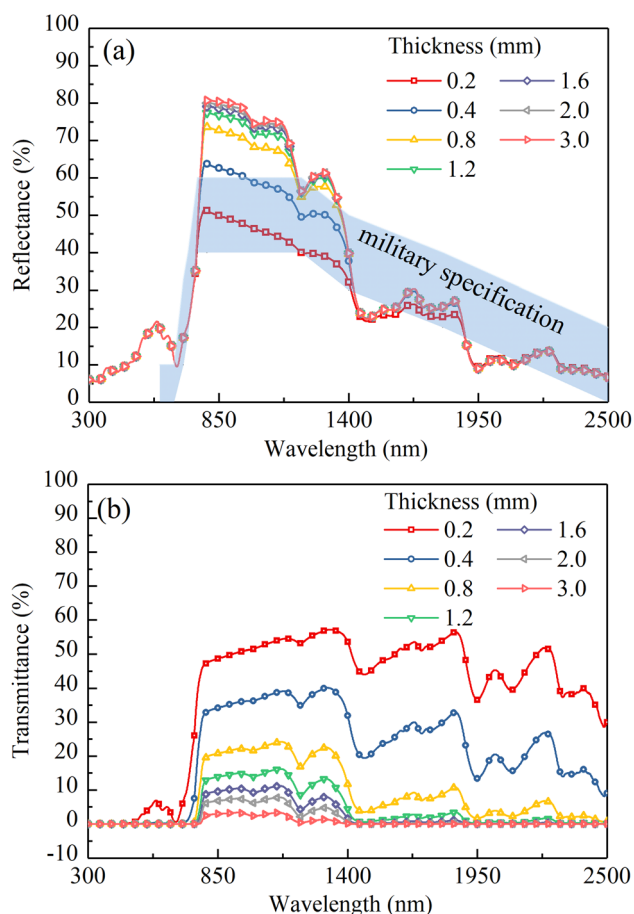 (a)
Thickness (mm)
0.2 1.6
0.4 2.0
0.8 3.0
1.2
military specification
Reflectance (%)
100
90
80
70
60
50
40
30
20
10
0
300 850 1400 1950 2500
Wavelength (nm)
(b)
Thickness (mm)
0.2 1.6
0.4 2.0
0.8 3.0
1.2
Transmittance (%)
100
90
80
70
60
50
40
30
20
10
0
-10
300 850 1400 1950 2500
Wavelength (nm)